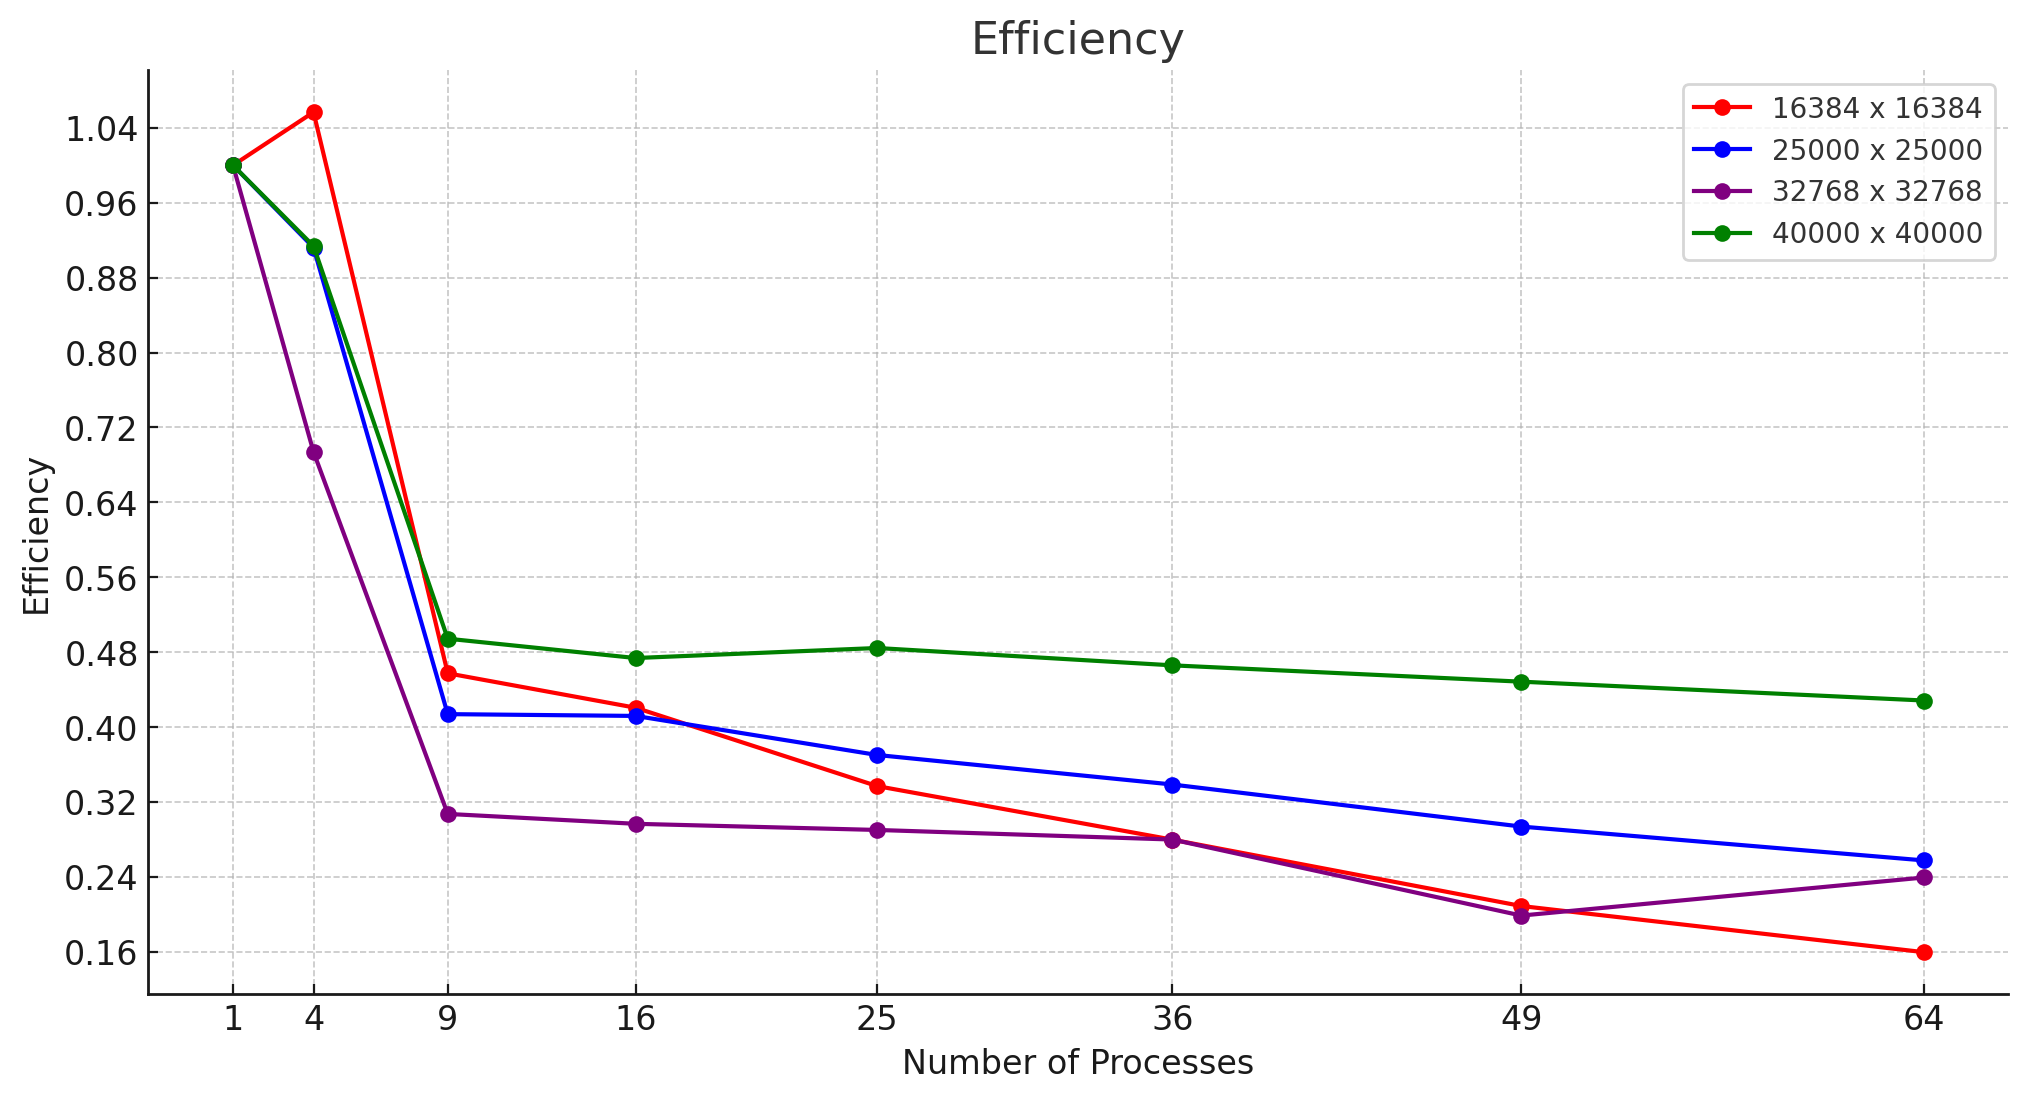 Efficiency
16384 x 16384
25000 x 25000
32768 x 32768
40000 x 40000
Efficiency
1.04
0.96
0.88
0.80
0.72
0.64
0.56
0.48
0.40
0.32
0.24
0.16
1 4 9 16 25 36 49 64
Number of Processes